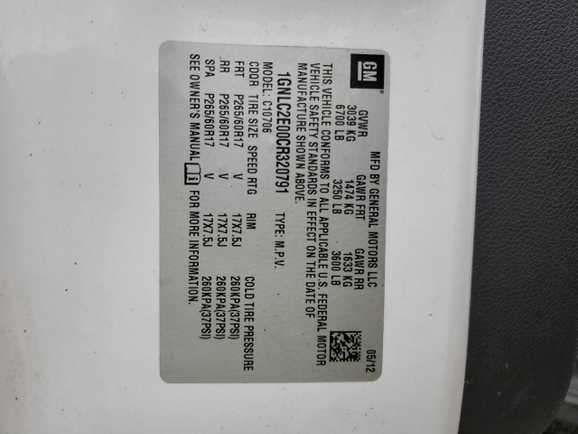 GM
MFD BY GENERAL MOTORS LLC 05/12
GVWR GAWR FRT GAWR RR
3039 KG 1474 KG 1633 KG
6700 LB 3250 LB 3600 LB
THIS VEHICLE CONFORMS TO ALL APPLICABLE U.S. FEDERAL MOTOR
VEHICLE SAFETY STANDARDS IN EFFECT ON THE DATE OF
MANUFACTURE SHOWN ABOVE.
1GNLC2E00CR320791 TYPE: M.P.V.
MODEL: C10706
CDOR TIRE SIZE SPEED RTG RIM COLD TIRE PRESSURE
FRT P265/60R17 V 17X7.5J 260KPA(37PSI)
RR P265/60R17 V 17X7.5J 260KPA(37PSI)
SPA P265/60R17 V 17X7.5J 260KPA(37PSI)
SEE OWNER'S MANUAL FOR MORE INFORMATION.